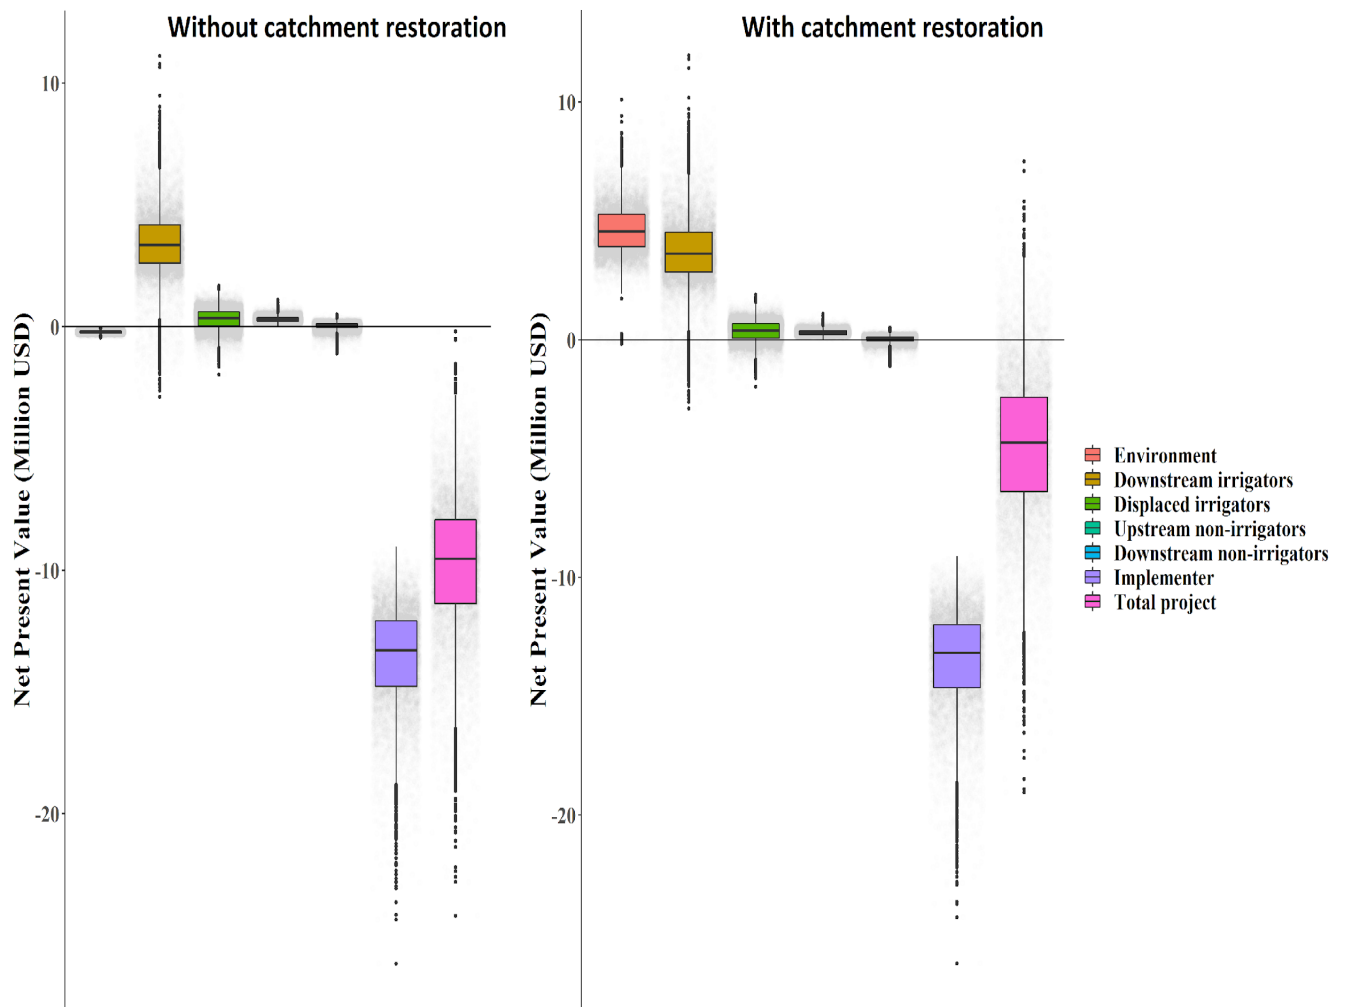 Without catchment restoration
With catchment restoration
Net Present Value (Million USD)
10
0
-10
-20
Net Present Value (Million USD)
10
0
-10
-20
Environment
Downstream irrigators
Displaced irrigators
Upstream non-irrigators
Downstream non-irrigators
Implementer
Total project